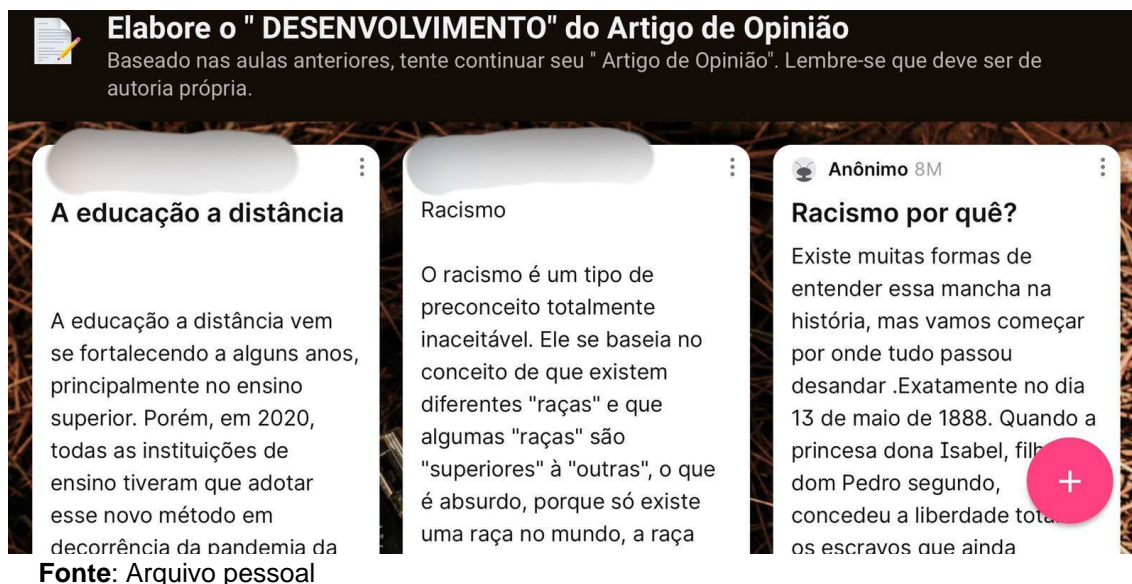 Elabore o " DESENVOLVIMENTO" do Artigo de Opinião
Baseado nas aulas anteriores, tente continuar seu " Artigo de Opinião". Lembre-se que deve ser de
autoria própria.
A educação a distância
A educação a distância vem
se fortalecendo a alguns anos,
principalmente no ensino
superior. Porém, em 2020,
todas as instituições de
ensino tiveram que adotar
esse novo método em
decorrência da pandemia da
Racismo
O racismo é um tipo de
preconceito totalmente
inaceitável. Ele se baseia no
conceito de que existem
diferentes "raças" e que
algumas "raças" são
"superiores" à "outras", o que
é absurdo, porque só existe
uma raça no mundo, a raça
Anônimo 8M
Racismo por quê?
Existe muitas formas de
entender essa mancha na
história, mas vamos começar
por onde tudo passou
desandar .Exatamente no dia
13 de maio de 1888. Quando a
princesa dona Isabel,
dom Pedro segundo,
concedeu a liberdade
os escravos que ainda
Fonte: Arquivo pessoal